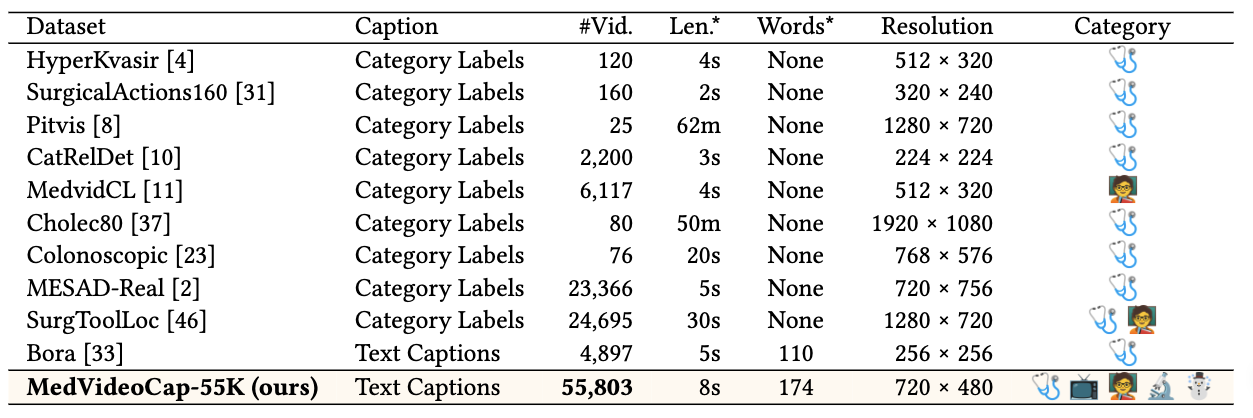 Dataset Caption #Vid. Len.* Words* Resolution Category
HyperKvasir [4] Category Labels 120 4s None 512 × 320
SurgicalActions160 [31] Category Labels 160 2s None 320 × 240
Pitvis [8] Category Labels 25 62m None 1280 × 720
CatRelDet [10] Category Labels 2,200 3s None 224 × 224
MedvidCL [11] Category Labels 6,117 4s None 512 × 320
Cholec80 [37] Category Labels 80 50m None 1920 × 1080
Colonoscopic [23] Category Labels 76 20s None 768 × 576
MESAD-Real [2] Category Labels 23,366 5s None 720 × 756
SurgToolLoc [46] Category Labels 24,695 30s None 1280 × 720
Bora [33] Text Captions 4,897 5s 110 256 × 256
MedVideoCap-55K (ours) Text Captions 55,803 8s 174 720 × 480